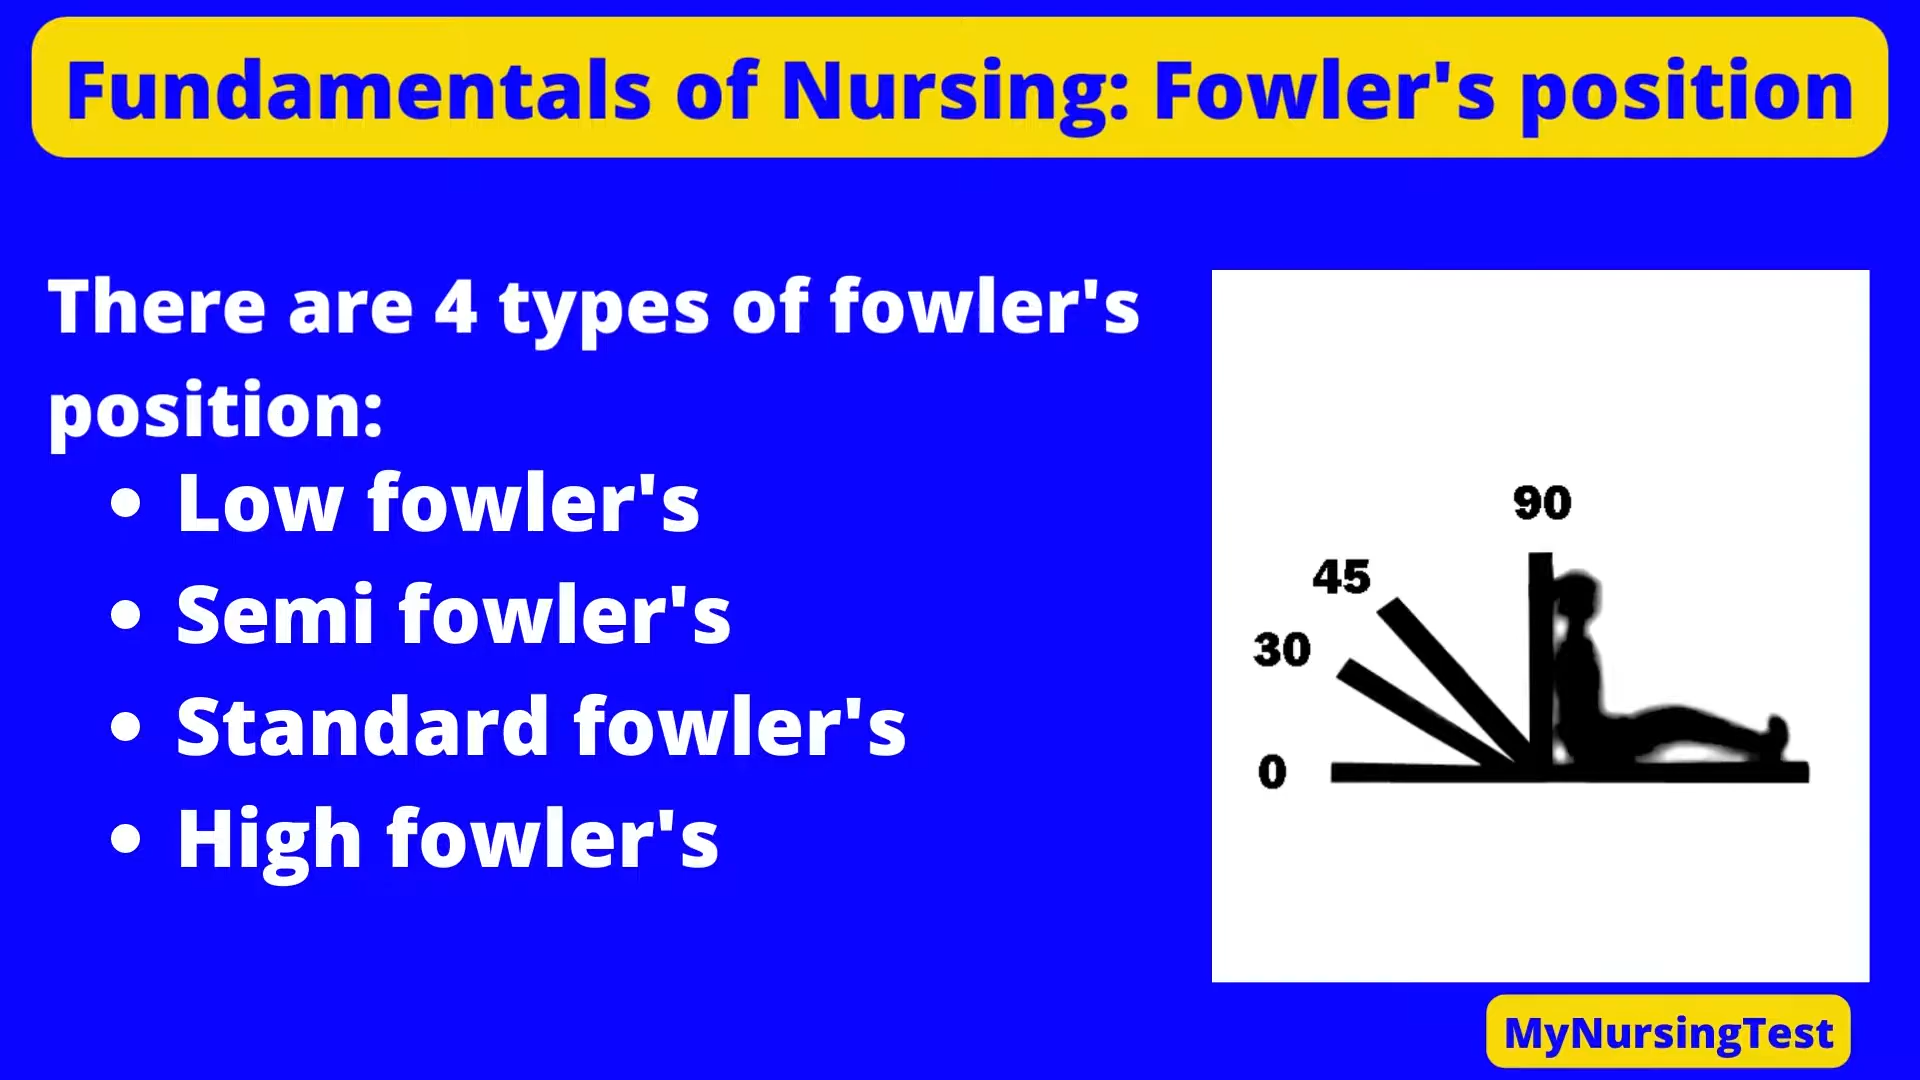 Fundamentals of Nursing: Fowler's position
There are 4 types of fowler's
position:
• Low fowler's
• Semi fowler's
• Standard fowler's
• High fowler's
90
45
30
0
MyNursingTest